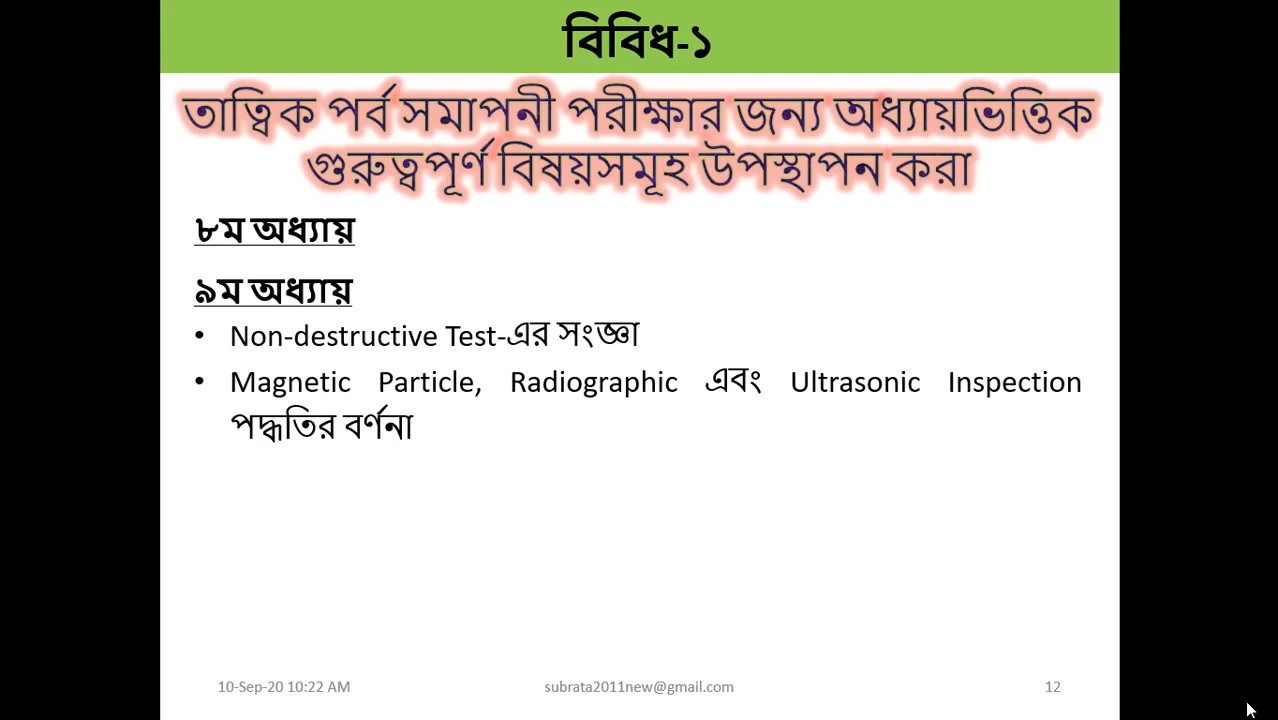 বিবিধ-১
তাত্বিক পর্ব সমাপনী পরীক্ষার জন্য অধ্যায়ভিত্তিক
গুরুত্বপূর্ণ বিষয়সমূহ উপস্থাপন করা
৮ম অধ্যায়
৯ম অধ্যায়
• Non-destructive Test-এর সংজ্ঞা
• Magnetic Particle, Radiographic এবং Ultrasonic Inspection
পদ্ধতির বর্ণনা
10-Sep-20 10:22 AM subrata2011new@gmail.com 12